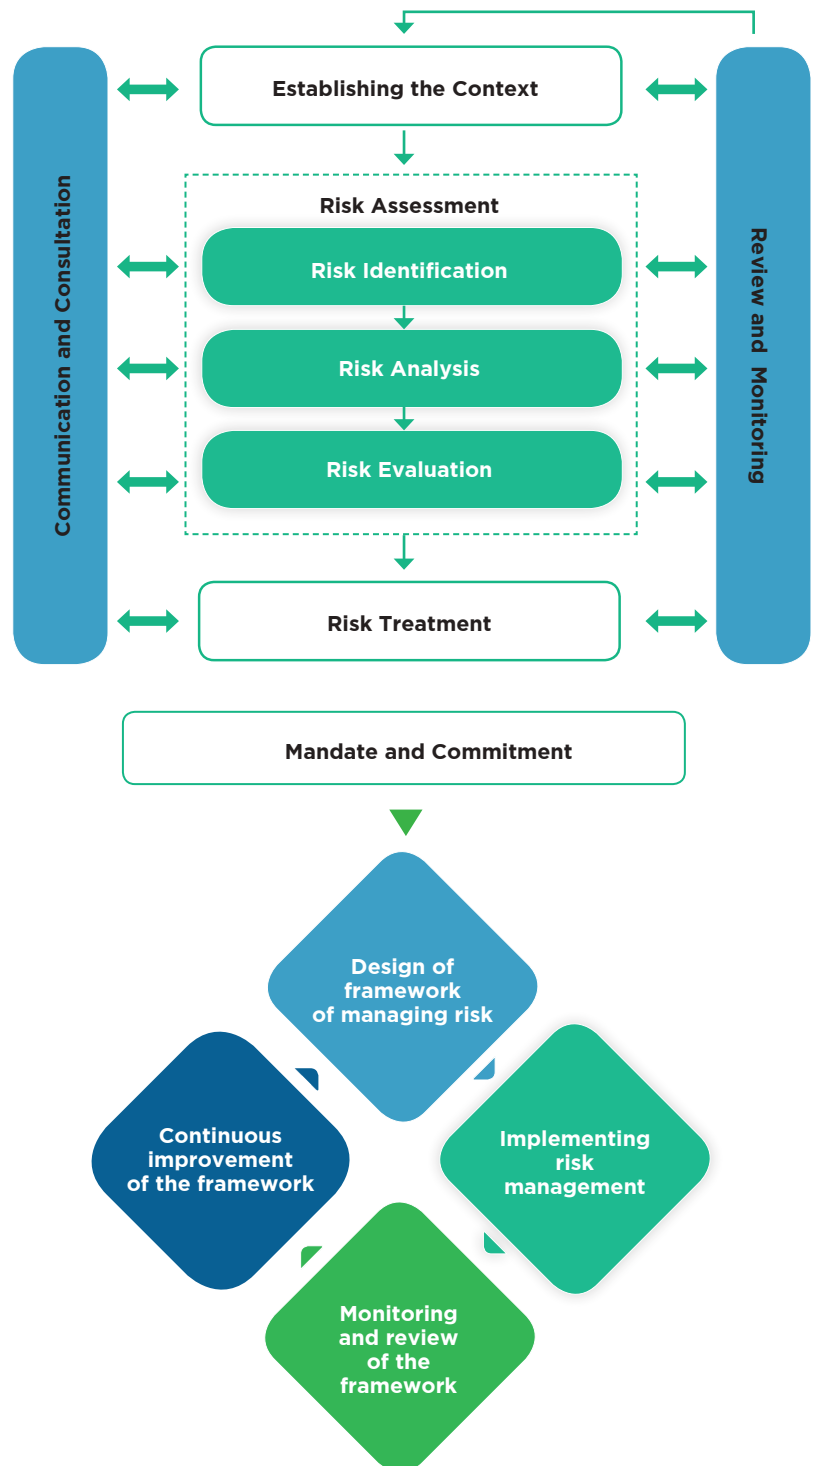 Establishing the Context
Communication and Consultation
Review and Monitoring
Risk Assessment
Risk Identification
Risk Analysis
Risk Evaluation
Risk Treatment
Mandate and Commitment
Design of
framework
of managing risk
Continuous
improvement
of the framework
Implementing
risk
management
Monitoring
and review
of the
framework